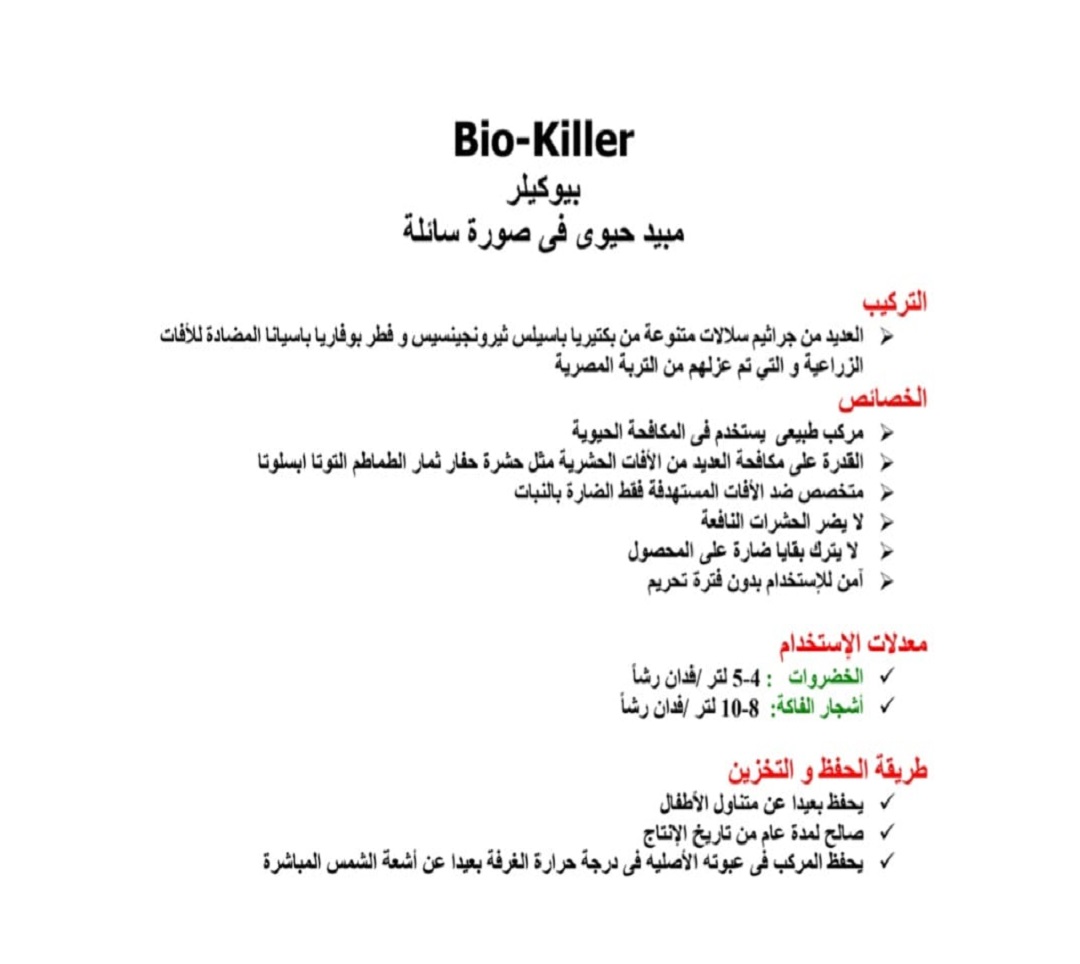 Bio-Killer
بيوكيلر
مبيد حيوى فى صورة سائلة
التركيب
العديد من جراثيم سلالات متنوعة من بكتيريا باسيلس ثيرونجينسيس و فطر بوفاريا باسيانا المضادة للأفات
الزراعية و التي تم عزلهم من التربة المصرية
الخصائص
مركب طبيعى يستخدم فى المكافحة الحيوية
القدرة على مكافحة العديد من الأفات الحشرية مثل حشرة حفار ثمار الطماطم التوتا ابسلوتا
متخصص ضد الأفات المستهدفة فقط الضارة بالنبات
لا يضر الحشرات النافعة
لا يترك بقايا ضارة على المحصول
آمن للإستخدام بدون فترة تحريم
معدلات الإستخدام
الخضروات : 4-5 لتر /فدان رشاً
أشجار الفاكة: 8-10 لتر /فدان رشاً
طريقة الحفظ و التخزين
يحفظ بعيدا عن متناول الأطفال
صالح لمدة عام من تاريخ الإنتاج
يحفظ المركب فى عبوته الأصليه فى درجة حرارة الغرفة بعيدا عن أشعة الشمس المباشرة